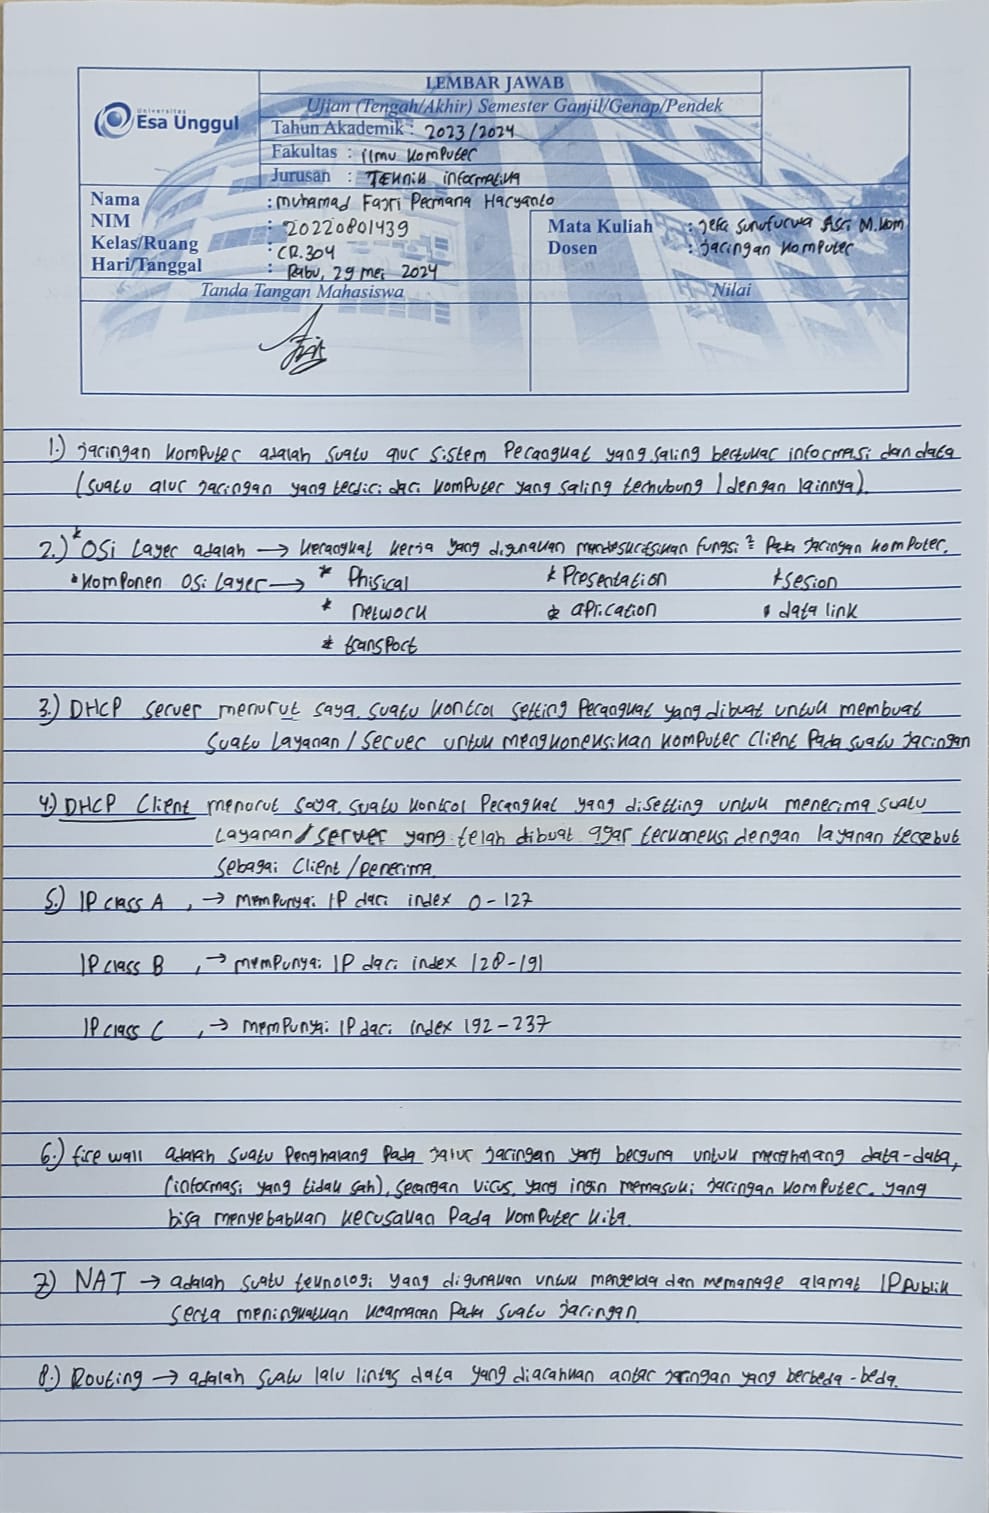 LEMBAR JAWAB
Universitas
Esa Unggul
Ujian (Tengah/Akhir) Semester Ganjil/Genap/Pendek
Tahun Akademik : 2023/2024
Fakultas : ilmu komputer
Jurusan : Teknik informatika
Nama : muhamad Fajri Permana Haryanto
NIM : 20220801439
Mata Kuliah : Asri M.kom
Kelas/Ruang : CR.304
Dosen : jaringan komputer
Hari/Tanggal : Rabu, 29 mei 2024
Tanda Tangan Mahasiswa
Nilai
1.) jaringan komputer adalah suatu alur sistem Perangkat yang saling bertukar informasi dan data
(suatu alur jaringan yang terdiri dari komputer yang saling terhubung 1 dengan lainnya).
2.) * OSi Layer adalah → kerangkat kerja yang digunakan mendeskripsikan fungsi² Pada jaringan komputer.
* komponen OSi Layer → * Phisical * Presentation * sesion
* network * aplication * data link
* transport
3.) DHCP server menurut saya. suatu kontrol setting Perangkat yang dibuat untuk membuat
suatu Layanan / Server untuk mengkoneksikan komputer client Pada suatu jaringan
4.) DHCP Client menurut saya. suatu kontrol Perangkat yang disetting untuk menerima suatu
Layanan / server yang telah dibuat agar terkoneksi dengan layanan tersebut
sebagai Client / penerima
5.) IP class A , → mempunyai IP dari index 0 - 127
IP class B , → mempunyai IP dari index 128 - 191
IP class C , → mempunyai IP dari index 192 - 237
6.) fire wall adalah suatu Penghalang Pada jalur jaringan yang berguna untuk menghalang data-data,
(informasi yang tidak sah), serangan virus, yang ingin memasuki jaringan komputer. yang
bisa menyebabkan kerusakan Pada komputer kita.
7.) NAT → adalah suatu teknologi yang digunakan untuk mengelola dan memanage alamat IP Publik
serta meningkatkan keamanan Pada suatu jaringan
8.) Routing → adalah suatu lalu lintas data yang diarahkan antar jaringan yang berbeda-beda.